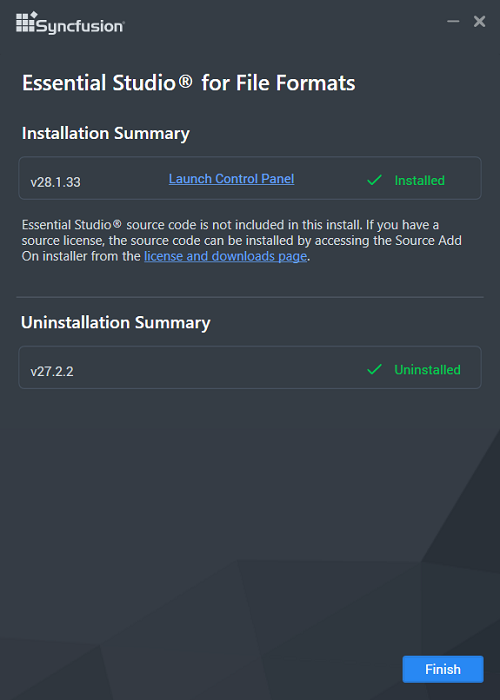 Syncfusion®
Essential Studio® for File Formats
Installation Summary
v28.1.33 Launch Control Panel Installed
Essential Studio® source code is not included in this install. If you have a
source license, the source code can be installed by accessing the Source Add
On installer from the license and downloads page.
Uninstallation Summary
v27.2.2 Uninstalled
Finish